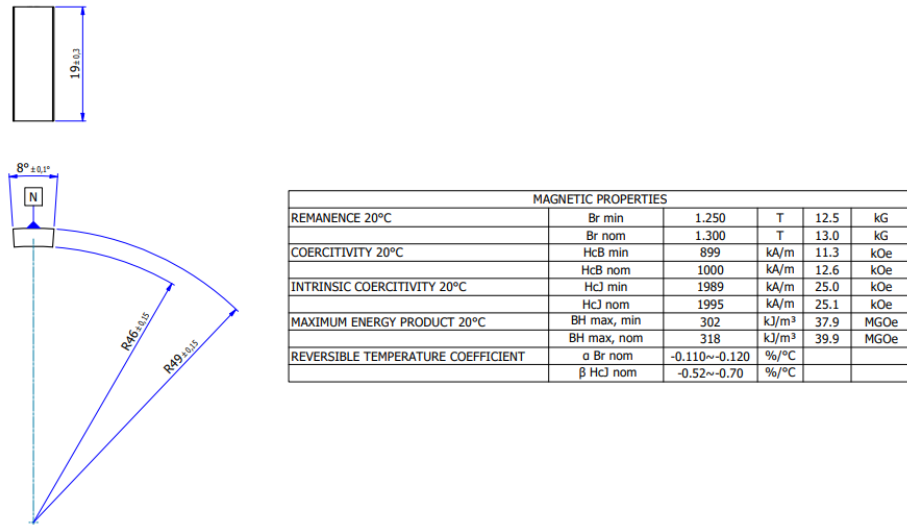 19±0,3
8°±0,1°
N
R46±0,15
R49±0,15
MAGNETIC PROPERTIES
REMANENCE 20°C Br min 1.250 T 12.5 kG
Br nom 1.300 T 13.0 kG
COERCITIVITY 20°C HcB min 899 kA/m 11.3 kOe
HcB nom 1000 kA/m 12.6 kOe
INTRINSIC COERCITIVITY 20°C HcJ min 1989 kA/m 25.0 kOe
HcJ nom 1995 kA/m 25.1 kOe
MAXIMUM ENERGY PRODUCT 20°C BH max, min 302 kJ/m³ 37.9 MGOe
BH max, nom 318 kJ/m³ 39.9 MGOe
REVERSIBLE TEMPERATURE COEFFICIENT α Br nom -0.110~-0.120 %/°C
β HcJ nom -0.52~-0.70 %/°C